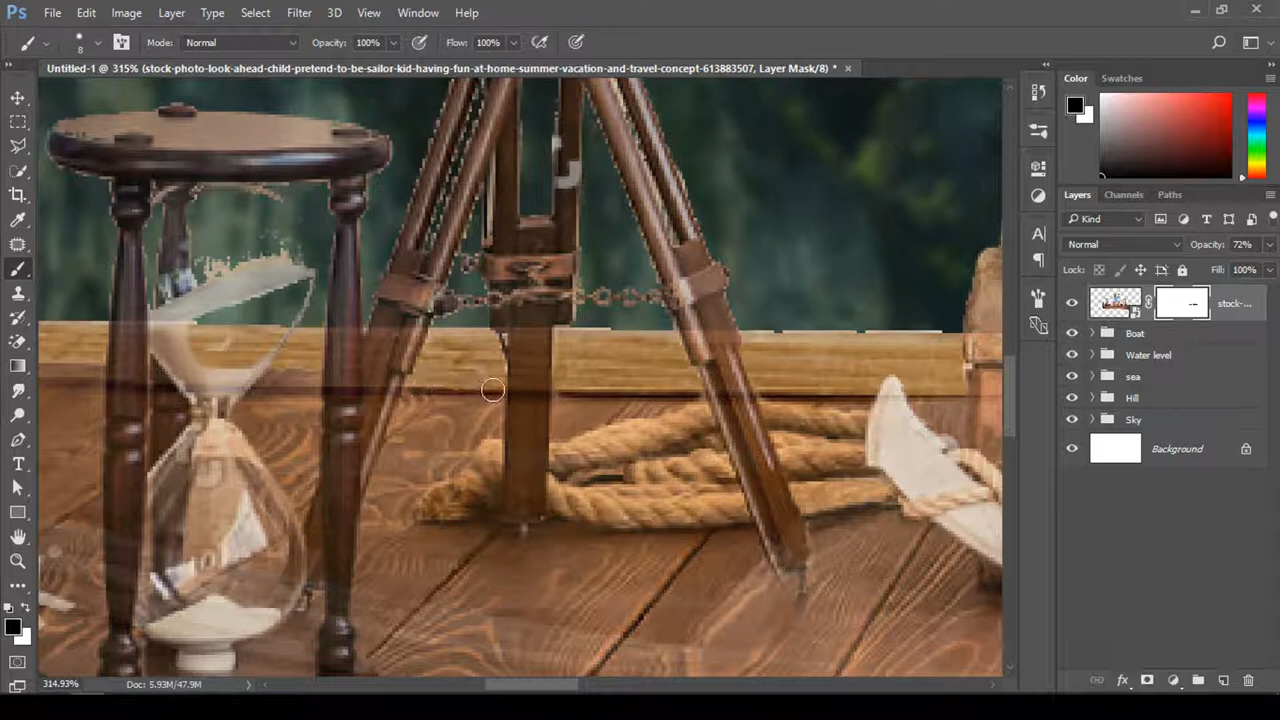 Ps File Edit Image Layer Type Select Filter 3D View Window Help
8 Mode: Normal Opacity: 100% Flow: 100%
Untitled-1 @ 315% (stock-photo-look-ahead-child-pretend-to-be-sailor-kid-having-fun-at-home-summer-vacation-and-travel-concept-613883507, Layer Mask/8) *
Color Swatches
Layers Channels Paths
Kind
Normal Opacity: 72%
Lock: Fill: 100%
stock-...
Boat
Water level
sea
Hill
Sky
Background
314.93% Doc: 5.93M/47.9M